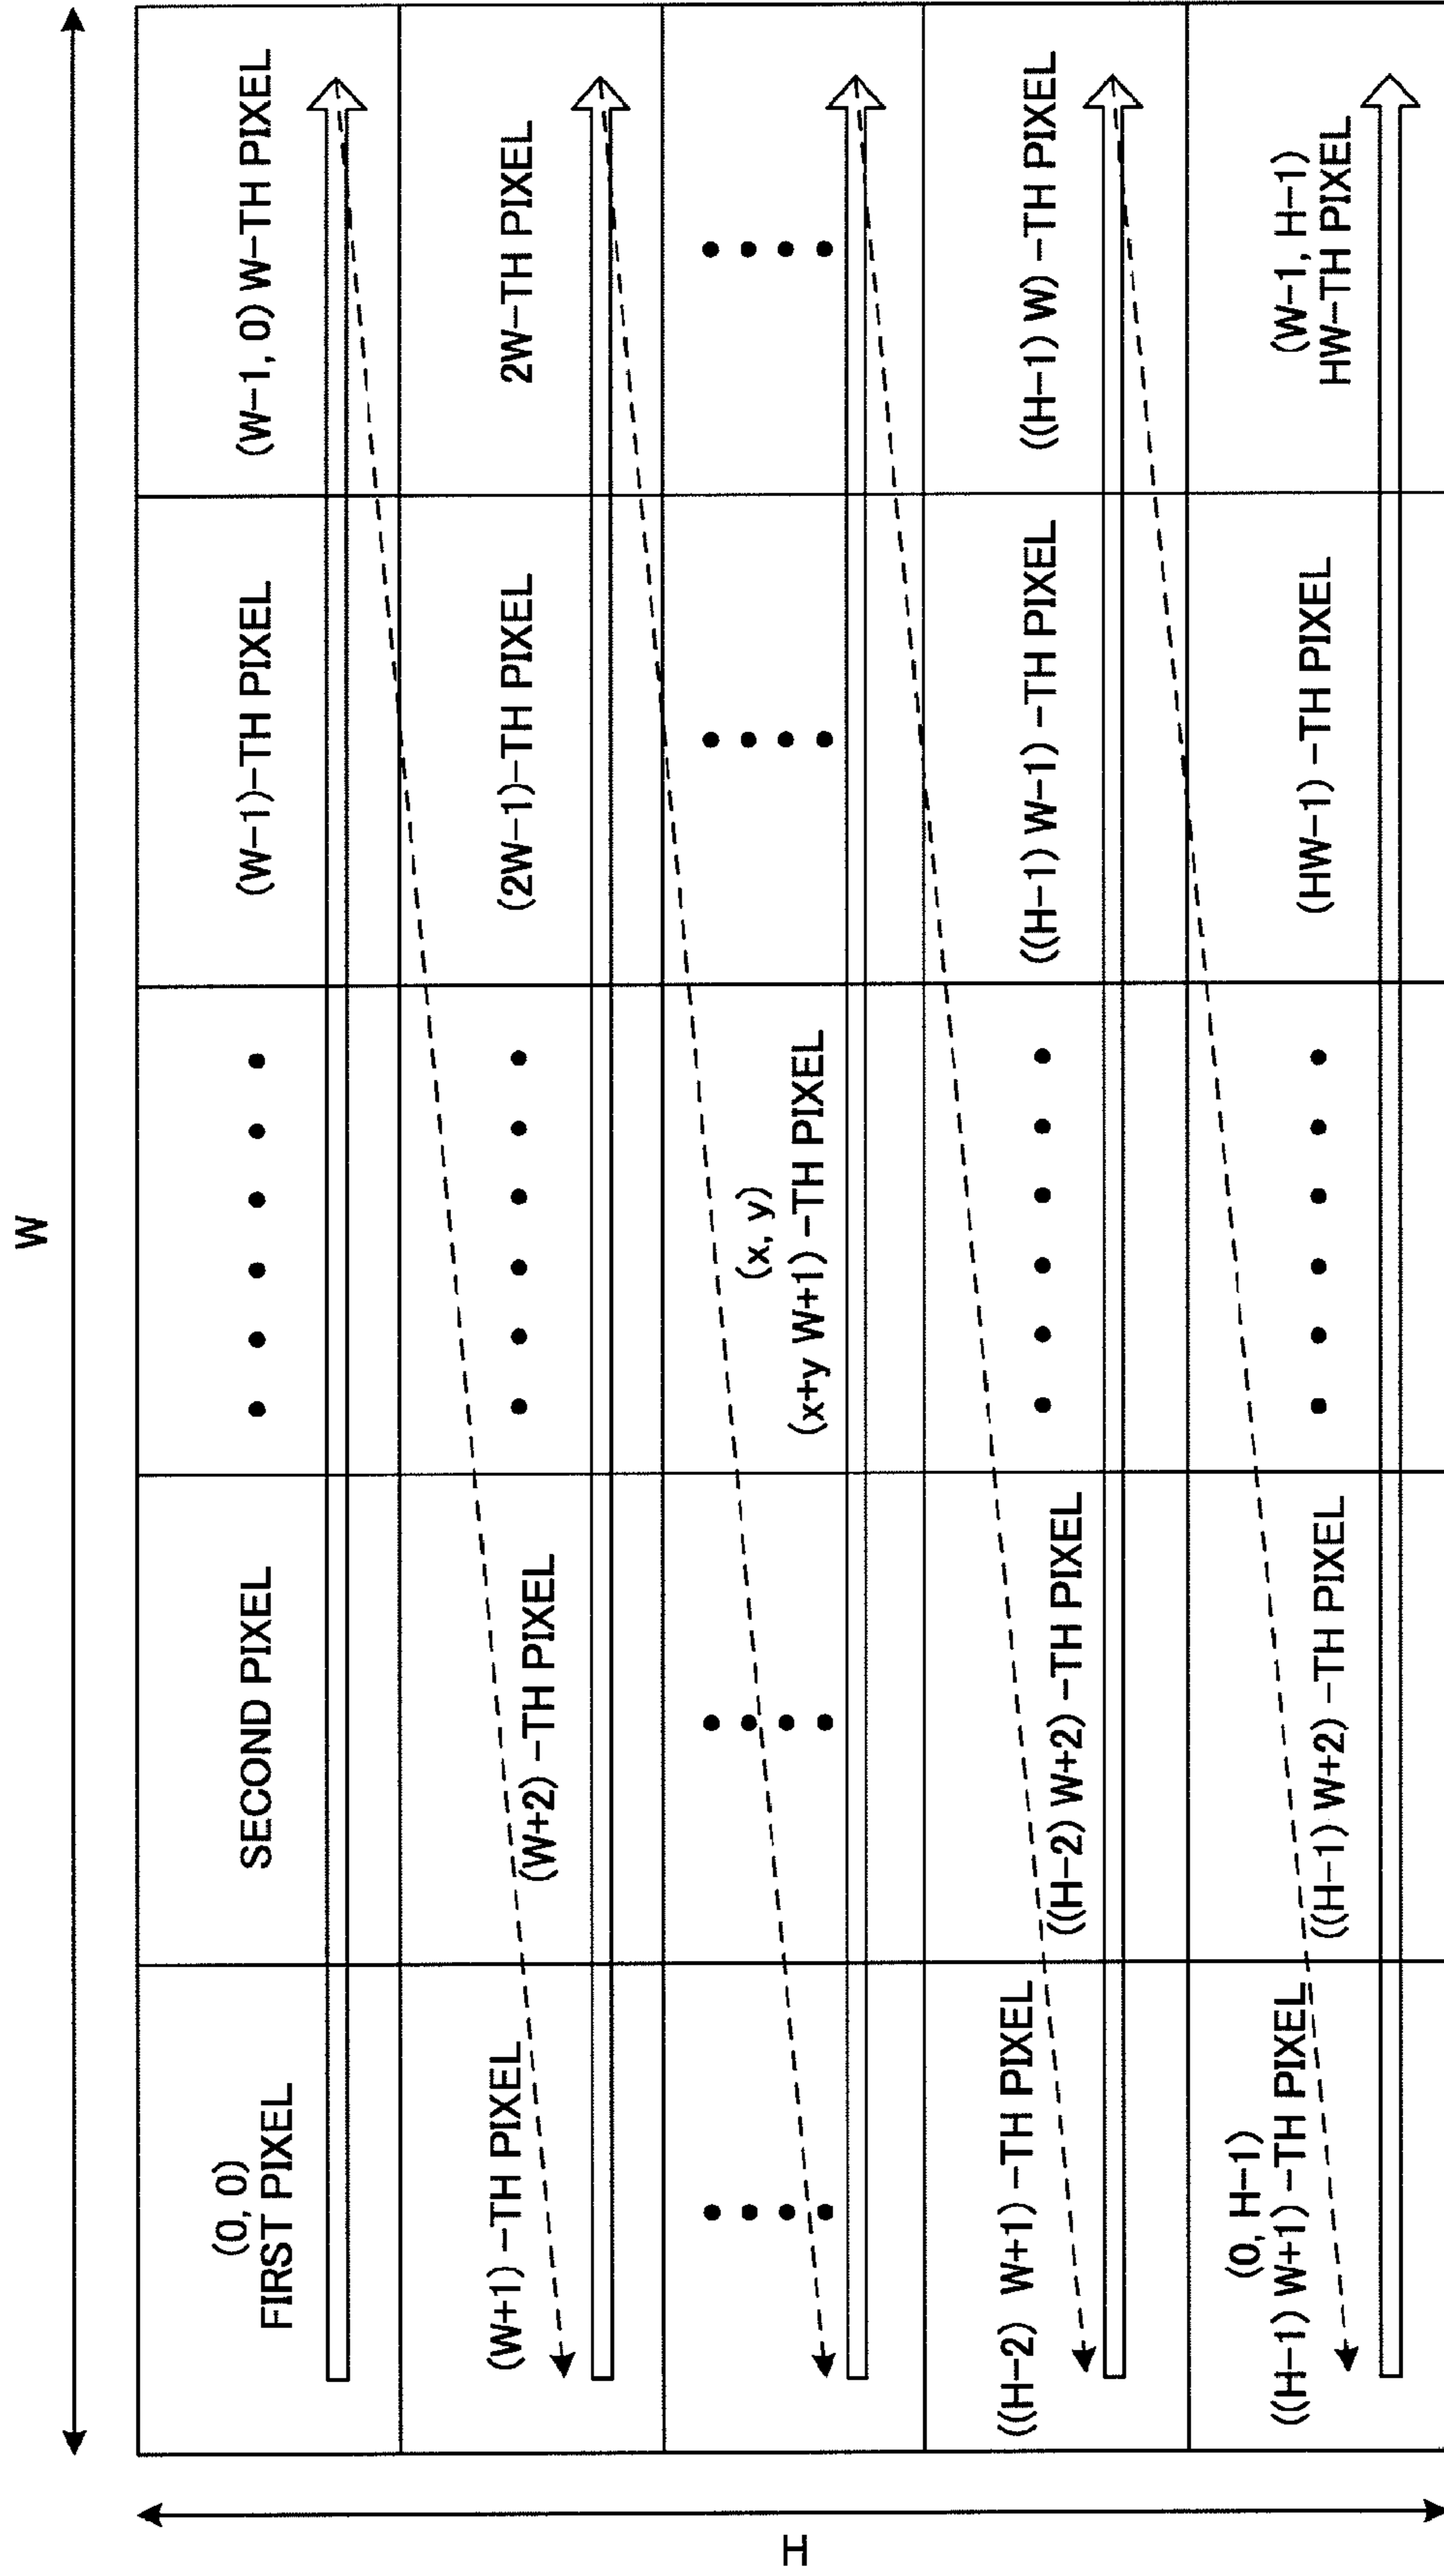 W
H
(0, 0)
FIRST PIXEL
SECOND PIXEL
(W-1)-TH PIXEL
(W-1, 0) W-TH PIXEL
(W+1) -TH PIXEL
(W+2) -TH PIXEL
(2W-1)-TH PIXEL
2W-TH PIXEL
(x, y)
(x+y W+1) -TH PIXEL
((H-2) W+1) -TH PIXEL
((H-2) W+2) -TH PIXEL
((H-1) W-1) -TH PIXEL
((H-1) W) -TH PIXEL
(0, H-1)
((H-1) W+1) -TH PIXEL
((H-1) W+2) -TH PIXEL
(HW-1) -TH PIXEL
(W-1, H-1)
HW-TH PIXEL